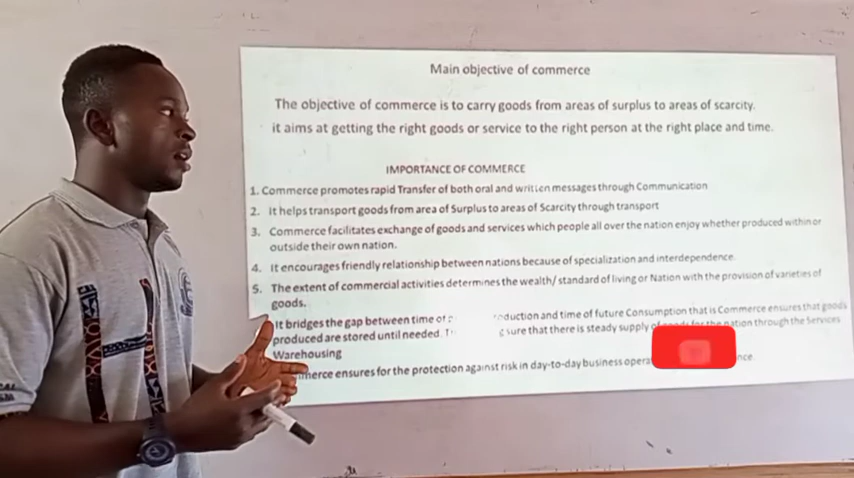 Main objective of commerce
The objective of commerce is to carry goods from areas of surplus to areas of scarcity.
it aims at getting the right goods or service to the right person at the right place and time.
IMPORTANCE OF COMMERCE
1. Commerce promotes rapid Transfer of both oral and written messages through Communication
2. It helps transport goods from area of Surplus to areas of Scarcity through transport
3. Commerce facilitates exchange of goods and services which people all over the nation enjoy whether produced within or
outside their own nation.
4. It encourages friendly relationship between nations because of specialization and interdependence.
5. The extent of commercial activities determines the wealth/ standard of living or Nation with the provision of varieties of
goods.
It bridges the gap between time of and time of future Consumption that is Commerce ensures that goods
produced are stored until needed. that there is steady supply for the nation through the Services
Warehousing
ensures for the protection against risk in day-to-day business